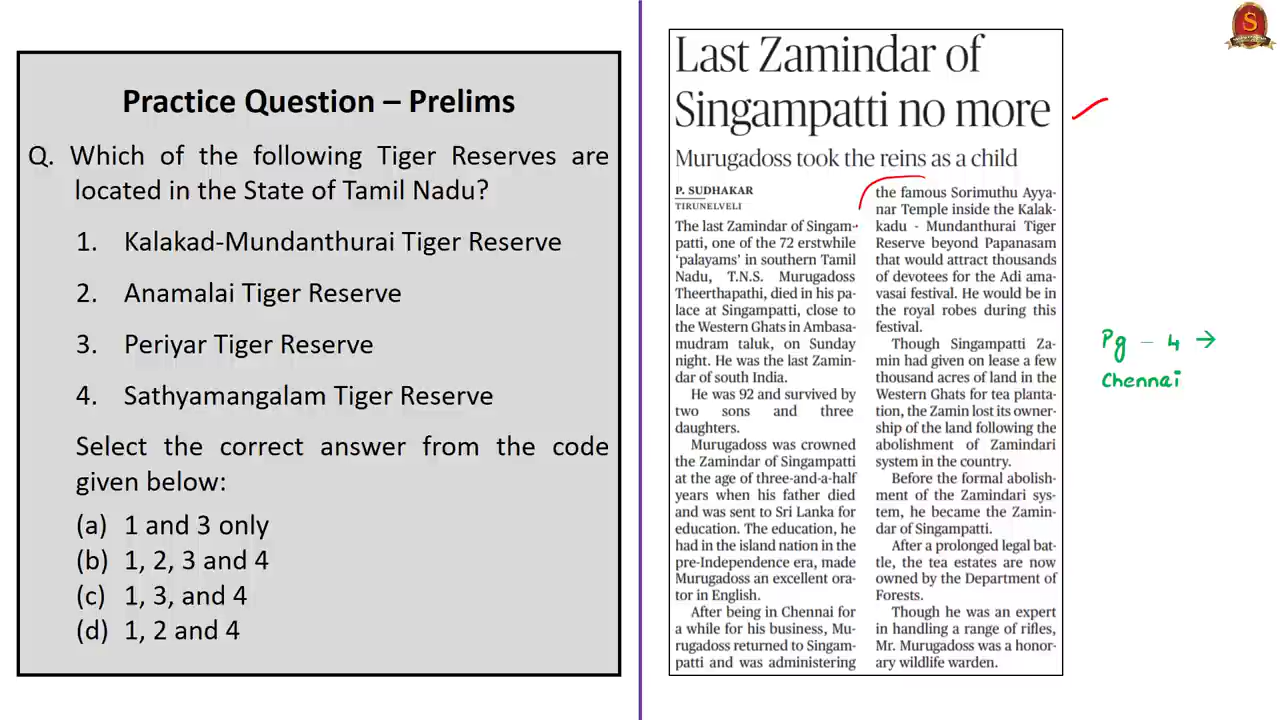 Practice Question – Prelims
Q. Which of the following Tiger Reserves are
located in the State of Tamil Nadu?
1. Kalakad-Mundanthurai Tiger Reserve
2. Anamalai Tiger Reserve
3. Periyar Tiger Reserve
4. Sathyamangalam Tiger Reserve
Select the correct answer from the code
given below:
(a) 1 and 3 only
(b) 1, 2, 3 and 4
(c) 1, 3, and 4
(d) 1, 2 and 4
Last Zamindar of
Singampatti no more
Murugadoss took the reins as a child
P. SUDHAKAR
TIRUNELVELI
The last Zamindar of Singam-
patti, one of the 72 erstwhile
‘palayams’ in southern Tamil
Nadu, T.N.S. Murugadoss
Theerthapathi, died in his pa-
lace at Singampatti, close to
the Western Ghats in Ambasa-
mudram taluk, on Sunday
night. He was the last Zamin-
dar of south India.
He was 92 and survived by
two sons and three
daughters.
Murugadoss was crowned
the Zamindar of Singampatti
at the age of three-and-a-half
years when his father died
and was sent to Sri Lanka for
education. The education, he
had in the island nation in the
pre-Independence era, made
Murugadoss an excellent ora-
tor in English.
After being in Chennai for
a while for his business, Mu-
rugadoss returned to Singam-
patti and was administering
the famous Sorimuthu Ayya-
nar Temple inside the Kalak-
kadu - Mundanthurai Tiger
Reserve beyond Papanasam
that would attract thousands
of devotees for the Adi ama-
vasai festival. He would be in
the royal robes during this
festival.
Though Singampatti Za-
min had given on lease a few
thousand acres of land in the
Western Ghats for tea planta-
tion, the Zamin lost its owner-
ship of the land following the
abolishment of Zamindari
system in the country.
Before the formal abolish-
ment of the Zamindari sys-
tem, he became the Zamin-
dar of Singampatti.
After a prolonged legal bat-
tle, the tea estates are now
owned by the Department of
Forests.
Though he was an expert
in handling a range of rifles,
Mr. Murugadoss was a honor-
ary wildlife warden.
Pg – 4 →
Chennai
S